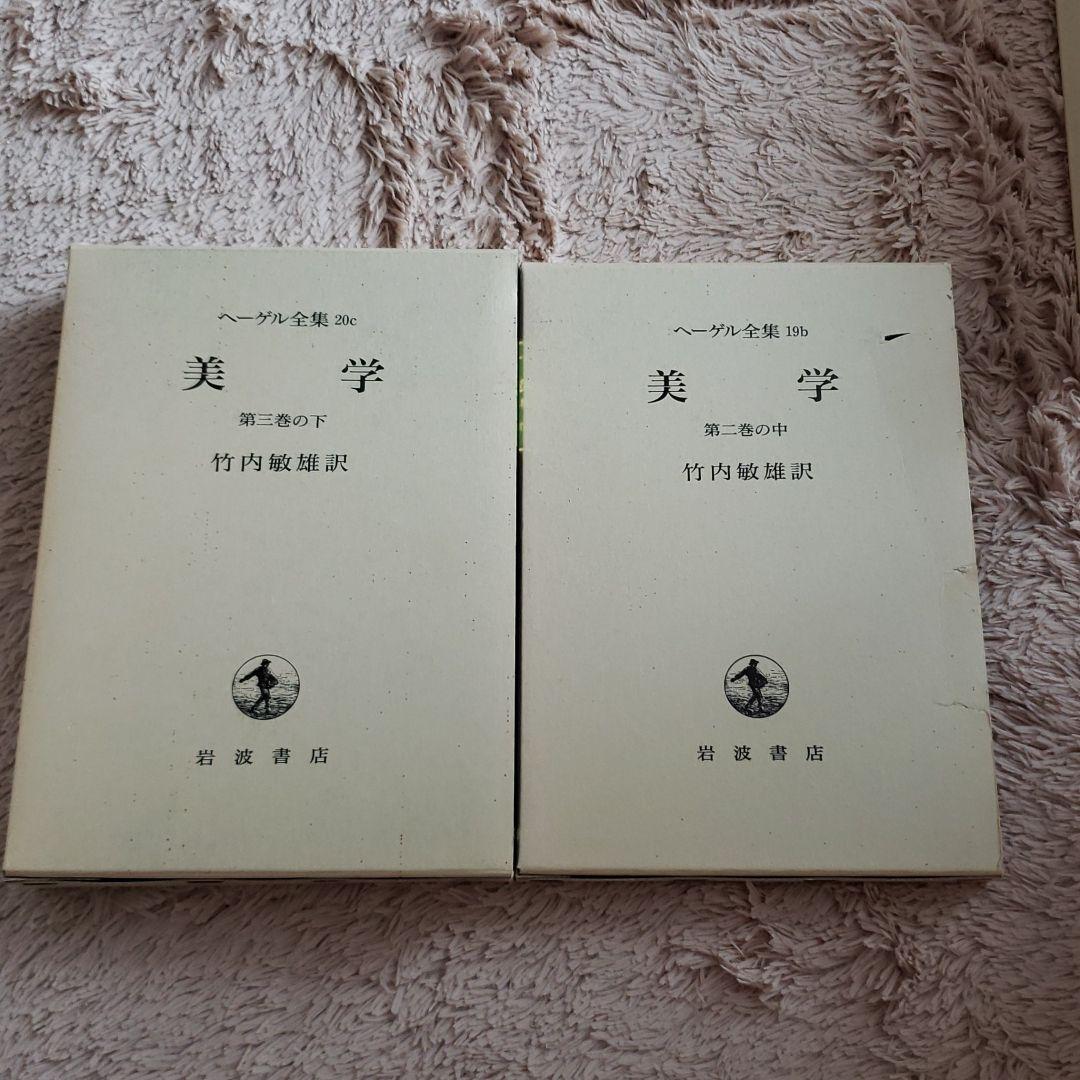 ヘーゲル全集 20c
美 学
第三巻の下
竹内敏雄訳
岩波書店
ヘーゲル全集 19b
美 学
第二巻の中
竹内敏雄訳
岩波書店